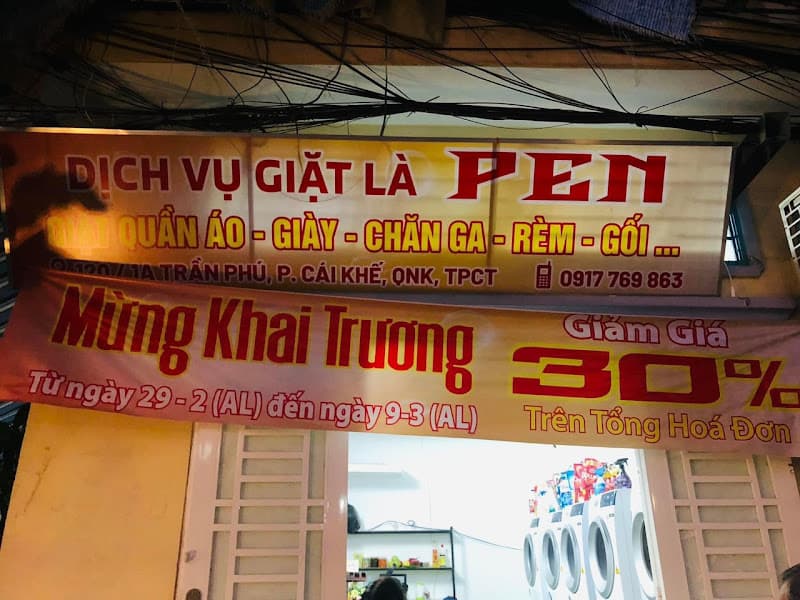 DỊCH VỤ GIẶT LÀ PEN
GIẶT QUẦN ÁO - GIÀY - CHĂN GA - RÈM - GỐI ...
120/1A TRẦN PHÚ, P. CÁI KHẾ, QNK, TPCT 0917 769 863
Mừng Khai Trương
Từ ngày 29 - 2 (AL) đến ngày 9-3 (AL)
Giảm Giá
30%
Trên Tổng Hoá Đơn